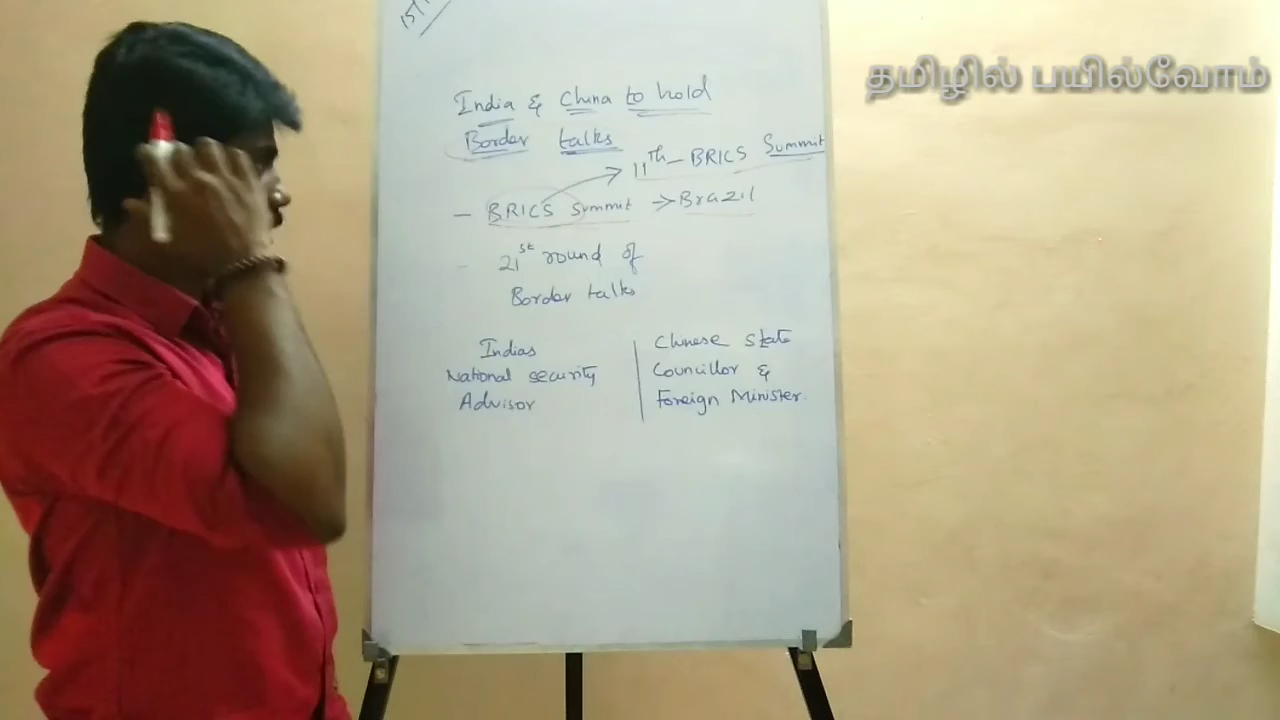 தமிழில் பயில்வோம்
India & China to hold
Border talks
11th - BRICS Summit
- BRICS Summit → Brazil
- 21st round of
Border talks
Indias
National security
Advisor
Chinese state
Councillor &
Foreign Minister.